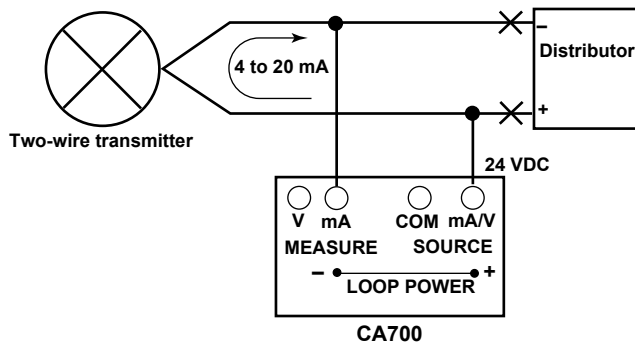 4 to 20 mA
−
Distributor
+
Two-wire transmitter
24 VDC
V mA COM mA/V
MEASURE SOURCE
− +
LOOP POWER
CA700